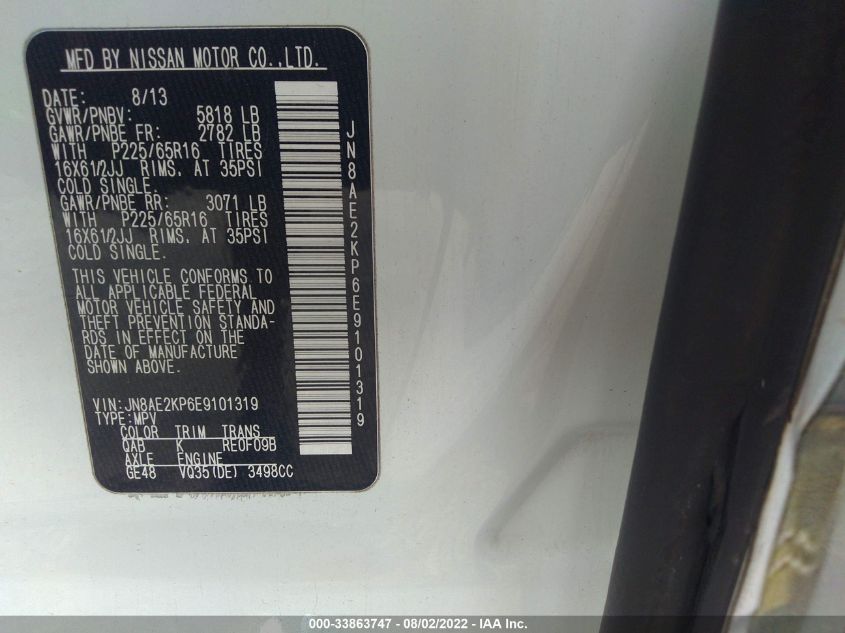 MFD BY NISSAN MOTOR CO.,LTD.
DATE: 8/13
GVWR/PNBV: 5818 LB
GAWR/PNBE FR: 2782 LB
WITH P225/65R16 TIRES
16X61/2JJ RIMS, AT 35PSI
COLD SINGLE.
GAWR/PNBE RR: 3071 LB
WITH P225/65R16 TIRES
16X61/2JJ RIMS, AT 35PSI
COLD SINGLE.
THIS VEHICLE CONFORMS TO
ALL APPLICABLE FEDERAL
MOTOR VEHICLE SAFETY AND
THEFT PREVENTION STANDA-
RDS IN EFFECT ON THE
DATE OF MANUFACTURE
SHOWN ABOVE.
VIN:JN8AE2KP6E9101319
TYPE:MPV
COLOR TRIM TRANS
QAB K RE0F09B
AXLE ENGINE
GE48 VQ35(DE) 3498CC
JN8AE2KP6E9101319
000-33863747 - 08/02/2022 - IAA Inc.